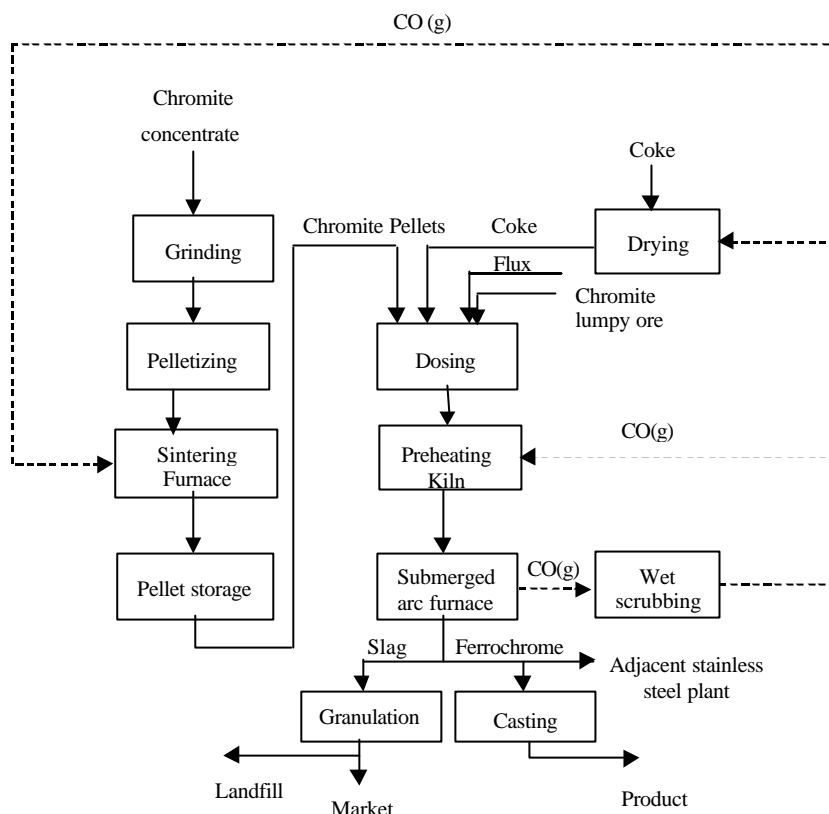 CO (g)
Chromite
concentrate
Coke
Chromite Pellets
Coke
Drying
Grinding
Flux
Chromite
lumpy ore
Pelletizing
Dosing
CO(g)
Sintering
Furnace
Preheating
Kiln
Pellet storage
Submerged
arc furnace
CO(g)
Wet
scrubbing
Slag
Ferrochrome
Adjacent stainless
steel plant
Granulation
Casting
Landfill
Market
Product